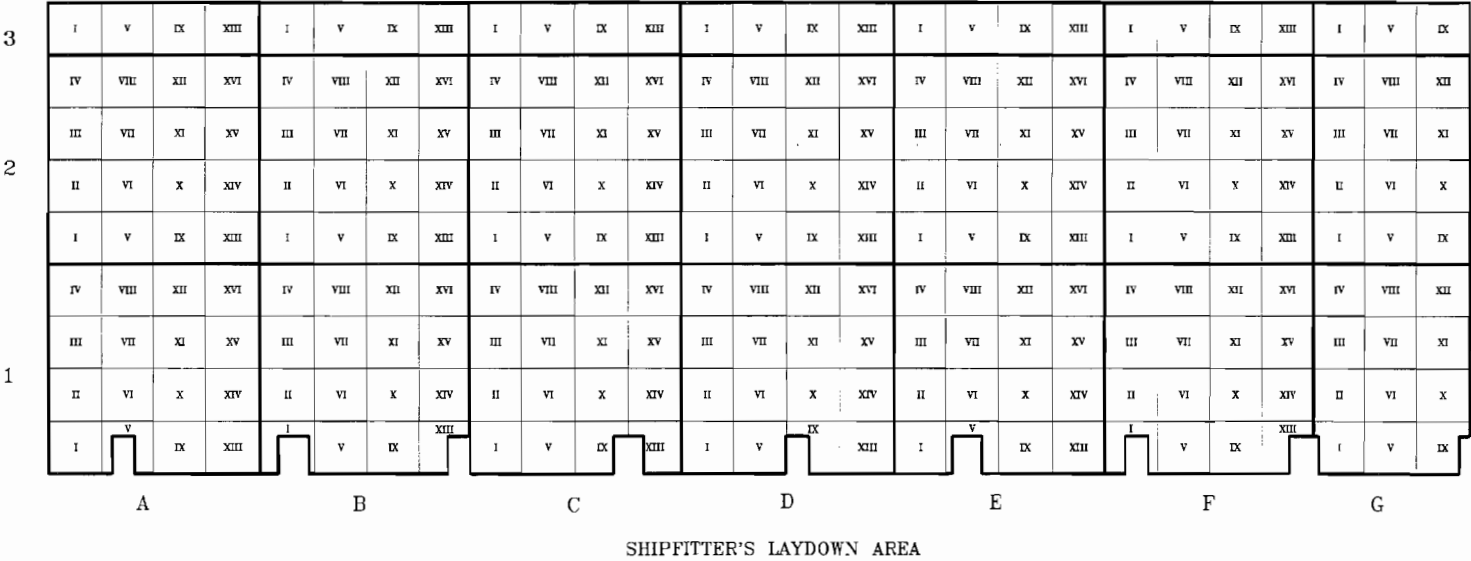 3 I V IX XIII I V IX XIII I V IX XIII I V IX XIII I V IX XIII I V IX XIII I V IX
IV VIII XII XVI IV VIII XII XVI IV VIII XII XVI IV VIII XII XVI IV VIII XII XVI IV VIII XII XVI IV VIII XII
III VII XI XV III VII XI XV III VII XI XV III VII XI XV III VII XI XV III VII XI XV III VII XI
2 II VI X XIV II VI X XIV II VI X XIV II VI X XIV II VI X XIV II VI X XIV II VI X
I V IX XIII I V IX XIII I V IX XIII I V IX XIII I V IX XIII I V IX XIII I V IX
IV VIII XII XVI IV VIII XII XVI IV VIII XII XVI IV VIII XII XVI IV VIII XII XVI IV VIII XII XVI IV VIII XII
III VII XI XV III VII XI XV III VII XI XV III VII XI XV III VII XI XV III VII XI XV III VII XI
1 II VI X XIV II VI X XIV II VI X XIV II VI X XIV II VI X XIV II VI X XIV II VI X
V I XIII IX V I XIII
I IX XIII V IX I V IX XIII I V XIII I IX XIII V IX I V IX
A B C D E F G
SHIPFITTER'S LAYDOWN AREA